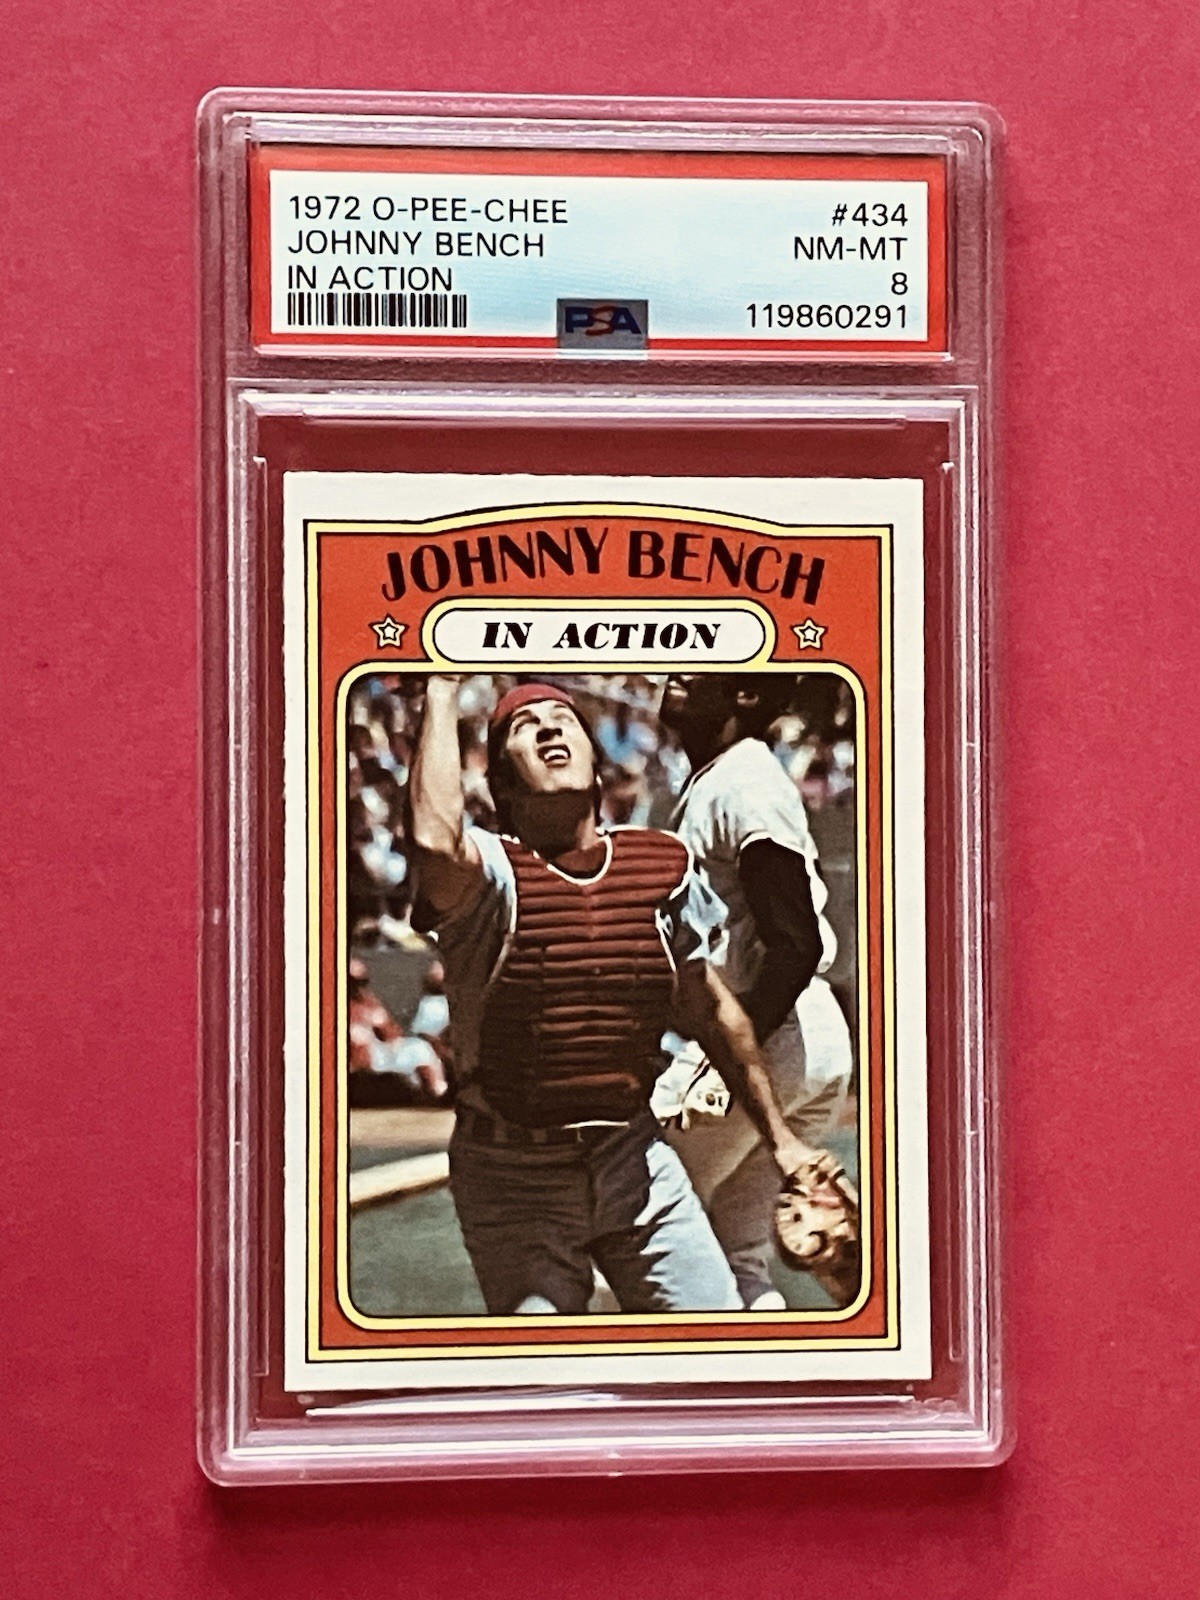 1972 O-PEE-CHEE #434
JOHNNY BENCH NM-MT
IN ACTION 8
PSA 119860291
JOHNNY BENCH
IN ACTION